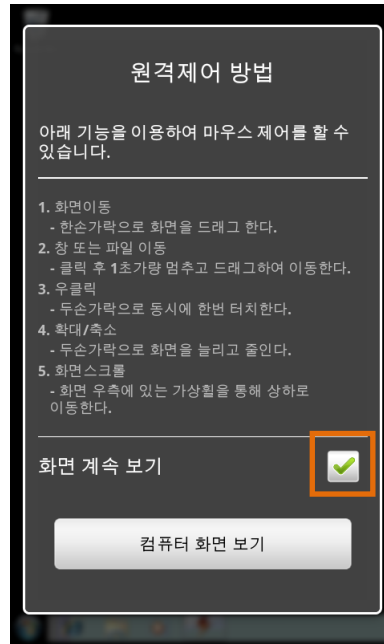 원격제어 방법
아래 기능을 이용하여 마우스 제어를 할 수
있습니다.
1. 화면이동
- 한손가락으로 화면을 드래그 한다.
2. 창 또는 파일 이동
- 클릭 후 1초가량 멈추고 드래그하여 이동한다.
3. 우클릭
- 두손가락으로 동시에 한번 터치한다.
4. 확대/축소
- 두손가락으로 화면을 늘리고 줄인다.
5. 화면스크롤
- 화면 우측에 있는 가상휠을 통해 상하로
이동한다.
화면 계속 보기
컴퓨터 화면 보기